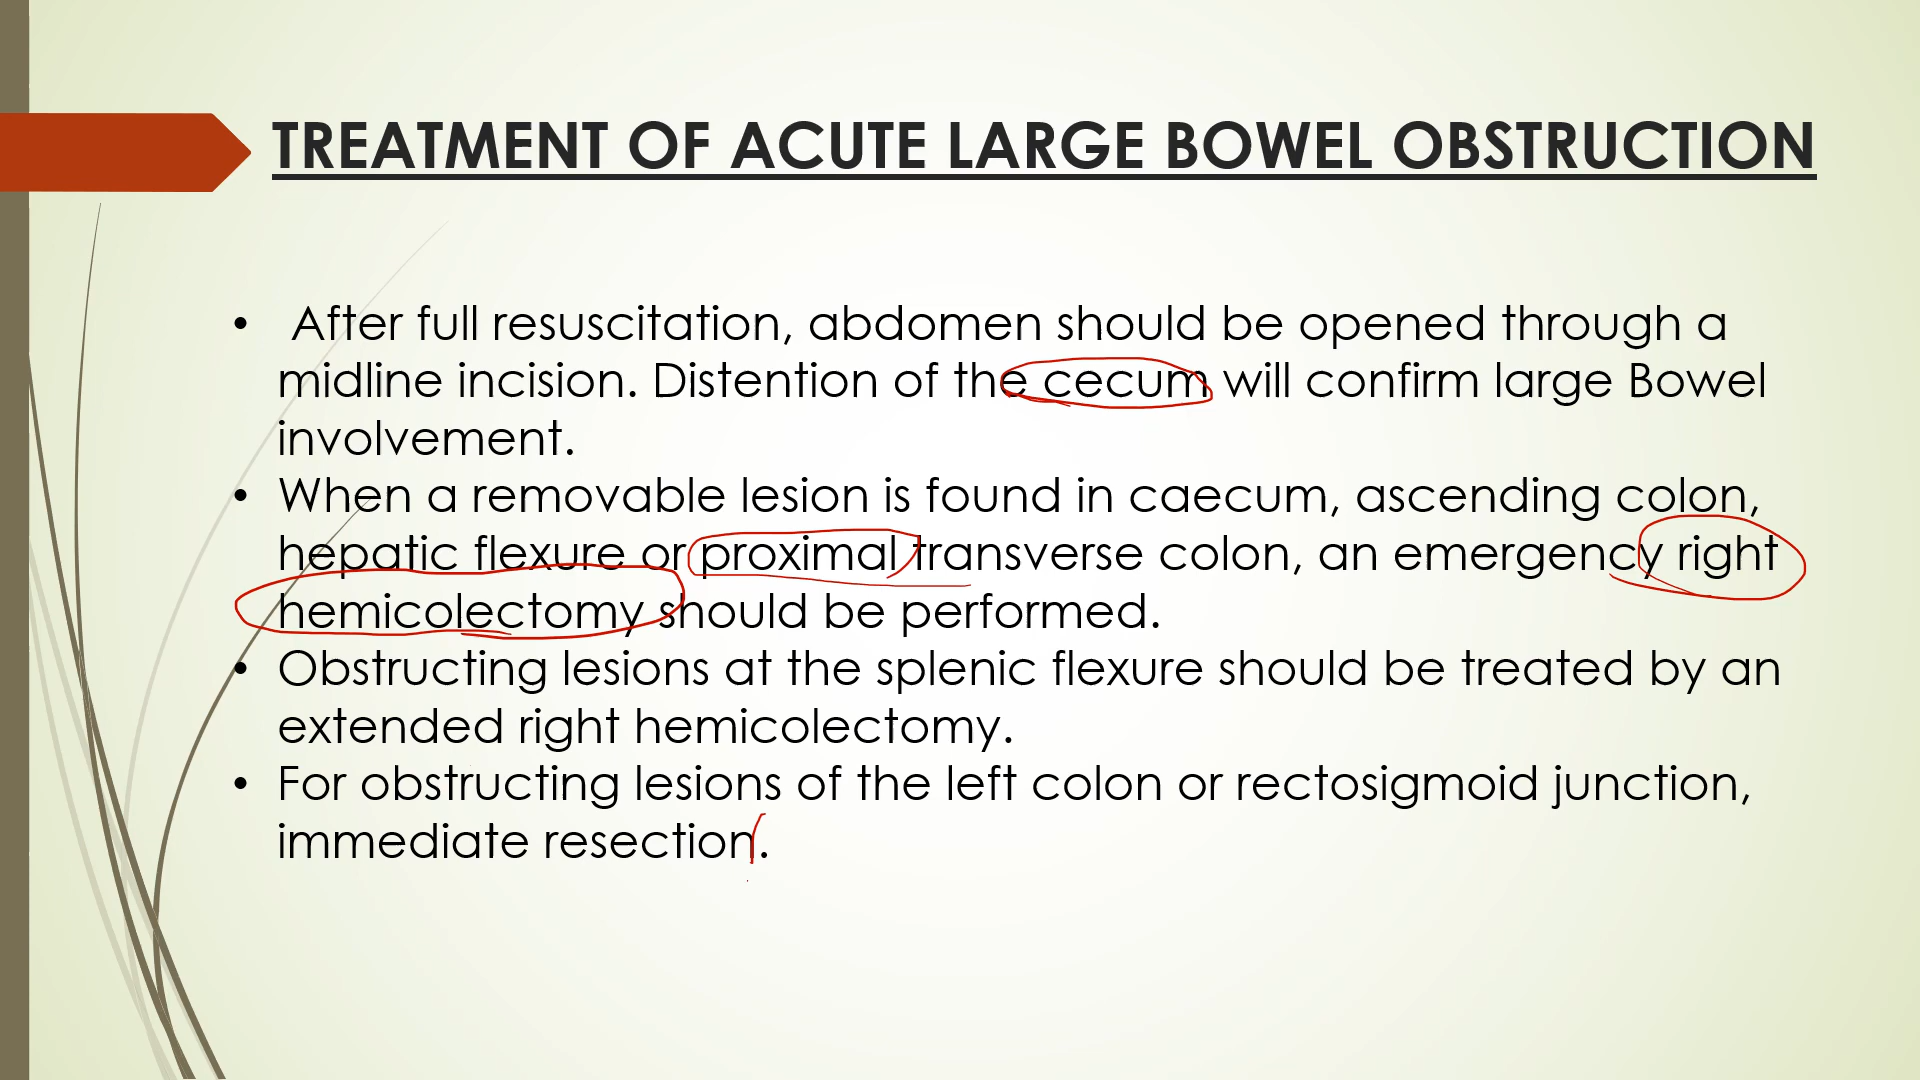 TREATMENT OF ACUTE LARGE BOWEL OBSTRUCTION
• After full resuscitation, abdomen should be opened through a
midline incision. Distention of the cecum will confirm large Bowel
involvement.
• When a removable lesion is found in caecum, ascending colon,
hepatic flexure or proximal transverse colon, an emergency right
hemicolectomy should be performed.
• Obstructing lesions at the splenic flexure should be treated by an
extended right hemicolectomy.
• For obstructing lesions of the left colon or rectosigmoid junction,
immediate resection.